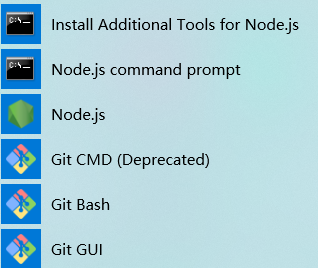 Install Additional Tools for Node.js
Node.js command prompt
Node.js
Git CMD (Deprecated)
Git Bash
Git GUI